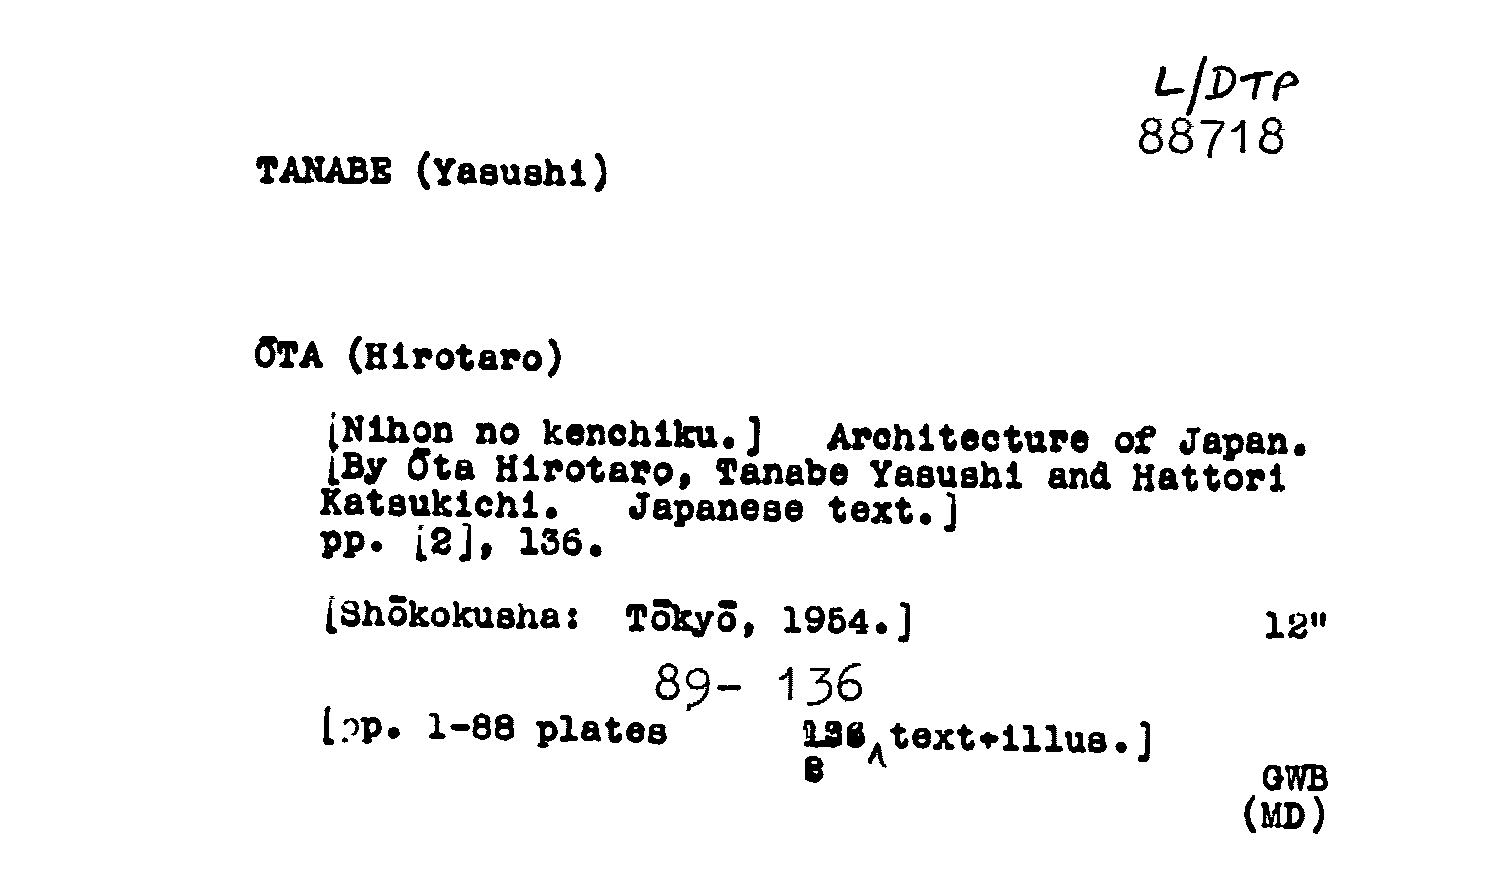 L/DTP
88718
TANABE (Yasushi)
ŌTA (Hirotaro)
[Nihon no kenchiku.] Architecture of Japan.
[By Ōta Hirotaro, Tanabe Yasushi and Hattori
Katsukichi. Japanese text.]
pp. [2], 136.
[Shōkokusha: Tōkyō, 1954.] 12"
89- 136
[pp. 1-88 plates 136 ^ text+illus.]
8
GWB
(MD)